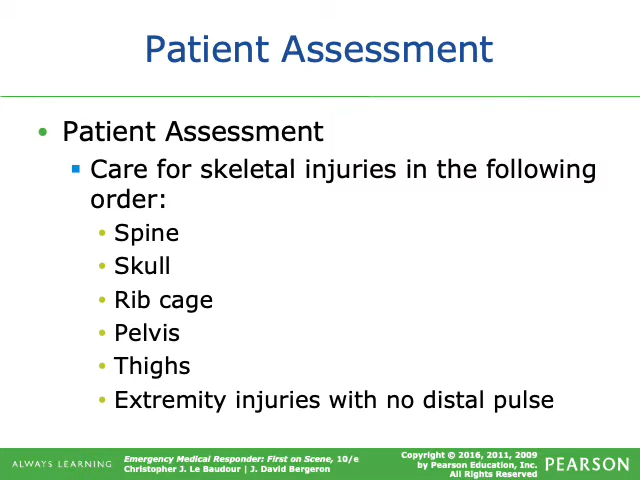 Patient Assessment
• Patient Assessment
▪ Care for skeletal injuries in the following
order:
• Spine
• Skull
• Rib cage
• Pelvis
• Thighs
• Extremity injuries with no distal pulse
ALWAYS LEARNING
Emergency Medical Responder: First on Scene, 10/e
Christopher J. Le Baudour | J. David Bergeron
Copyright © 2016, 2011, 2009
by Pearson Education, Inc.
All Rights Reserved
PEARSON